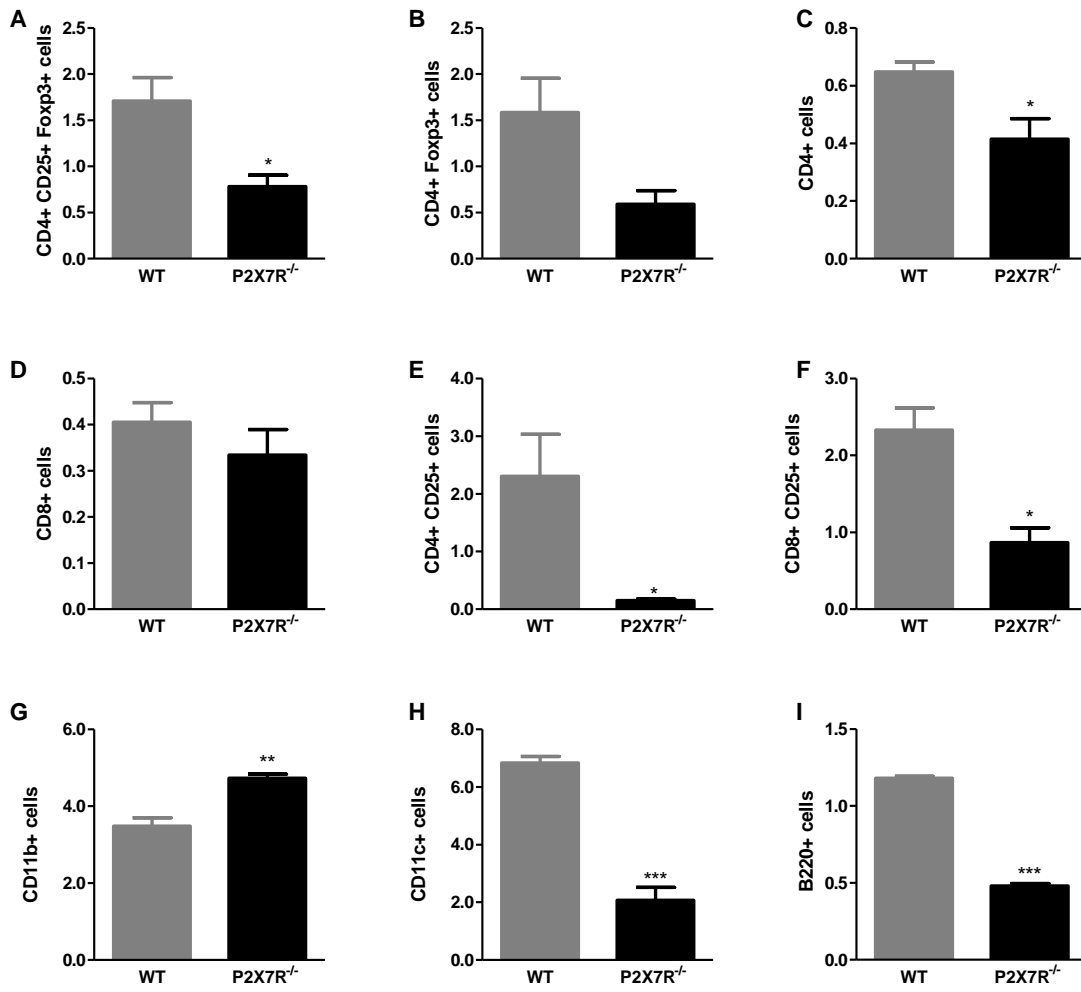 A
CD4+ CD25+ Foxp3+ cells
2.5
2.0
1.5
1.0
0.5
0.0
*
WT P2X7R-/-
B
CD4+ Foxp3+ cells
2.5
2.0
1.5
1.0
0.5
0.0
WT P2X7R-/-
C
CD4+ cells
0.8
0.6
0.4
0.2
0.0
*
WT P2X7R-/-
D
CD8+ cells
0.5
0.4
0.3
0.2
0.1
0.0
WT P2X7R-/-
E
CD4+ CD25+ cells
4.0
3.0
2.0
1.0
0.0
*
WT P2X7R-/-
F
CD8+ CD25+ cells
3.0
2.0
1.0
0.0
*
WT P2X7R-/-
G
CD11b+ cells
6.0
4.0
2.0
0.0
**
WT P2X7R-/-
H
CD11c+ cells
8.0
6.0
4.0
2.0
0.0
***
WT P2X7R-/-
I
B220+ cells
1.5
1.0
0.5
0.0
***
WT P2X7R-/-